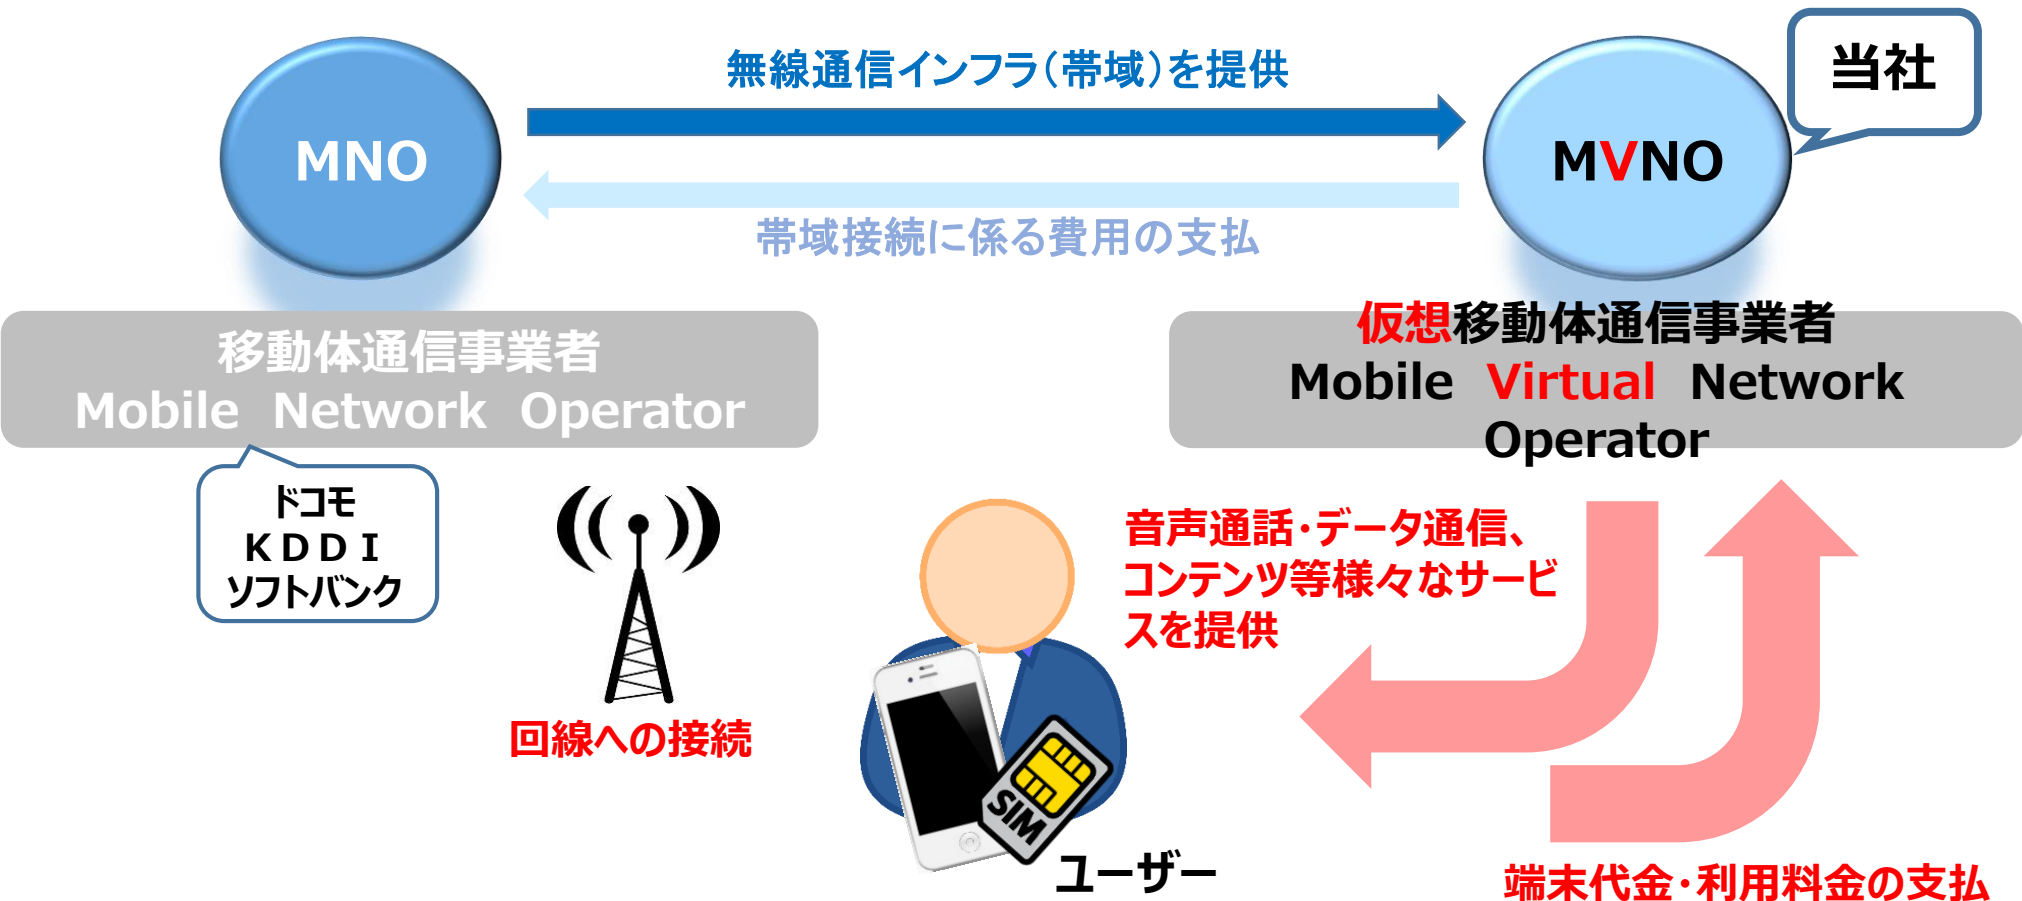 無線通信インフラ（帯域）を提供
当社
MNO
MVNO
帯域接続に係る費用の支払
移動体通信事業者
Mobile Network Operator
仮想移動体通信事業者
Mobile Virtual Network
Operator
ドコモ
ＫＤＤＩ
ソフトバンク
音声通話・データ通信、
コンテンツ等様々なサービ
スを提供
回線への接続
SIM
ユーザー
端末代金・利用料金の支払